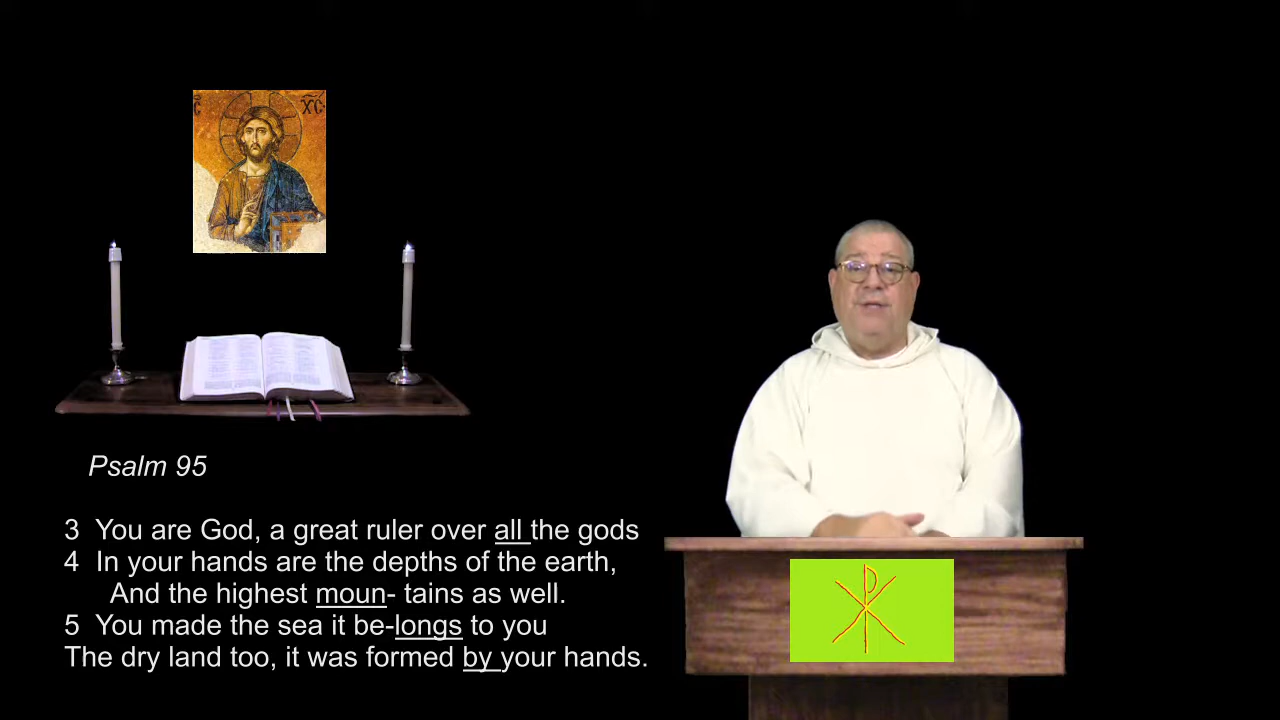 XC
Psalm 95
3 You are God, a great ruler over all the gods
4 In your hands are the depths of the earth,
And the highest moun- tains as well.
5 You made the sea it be-longs to you
The dry land too, it was formed by your hands.